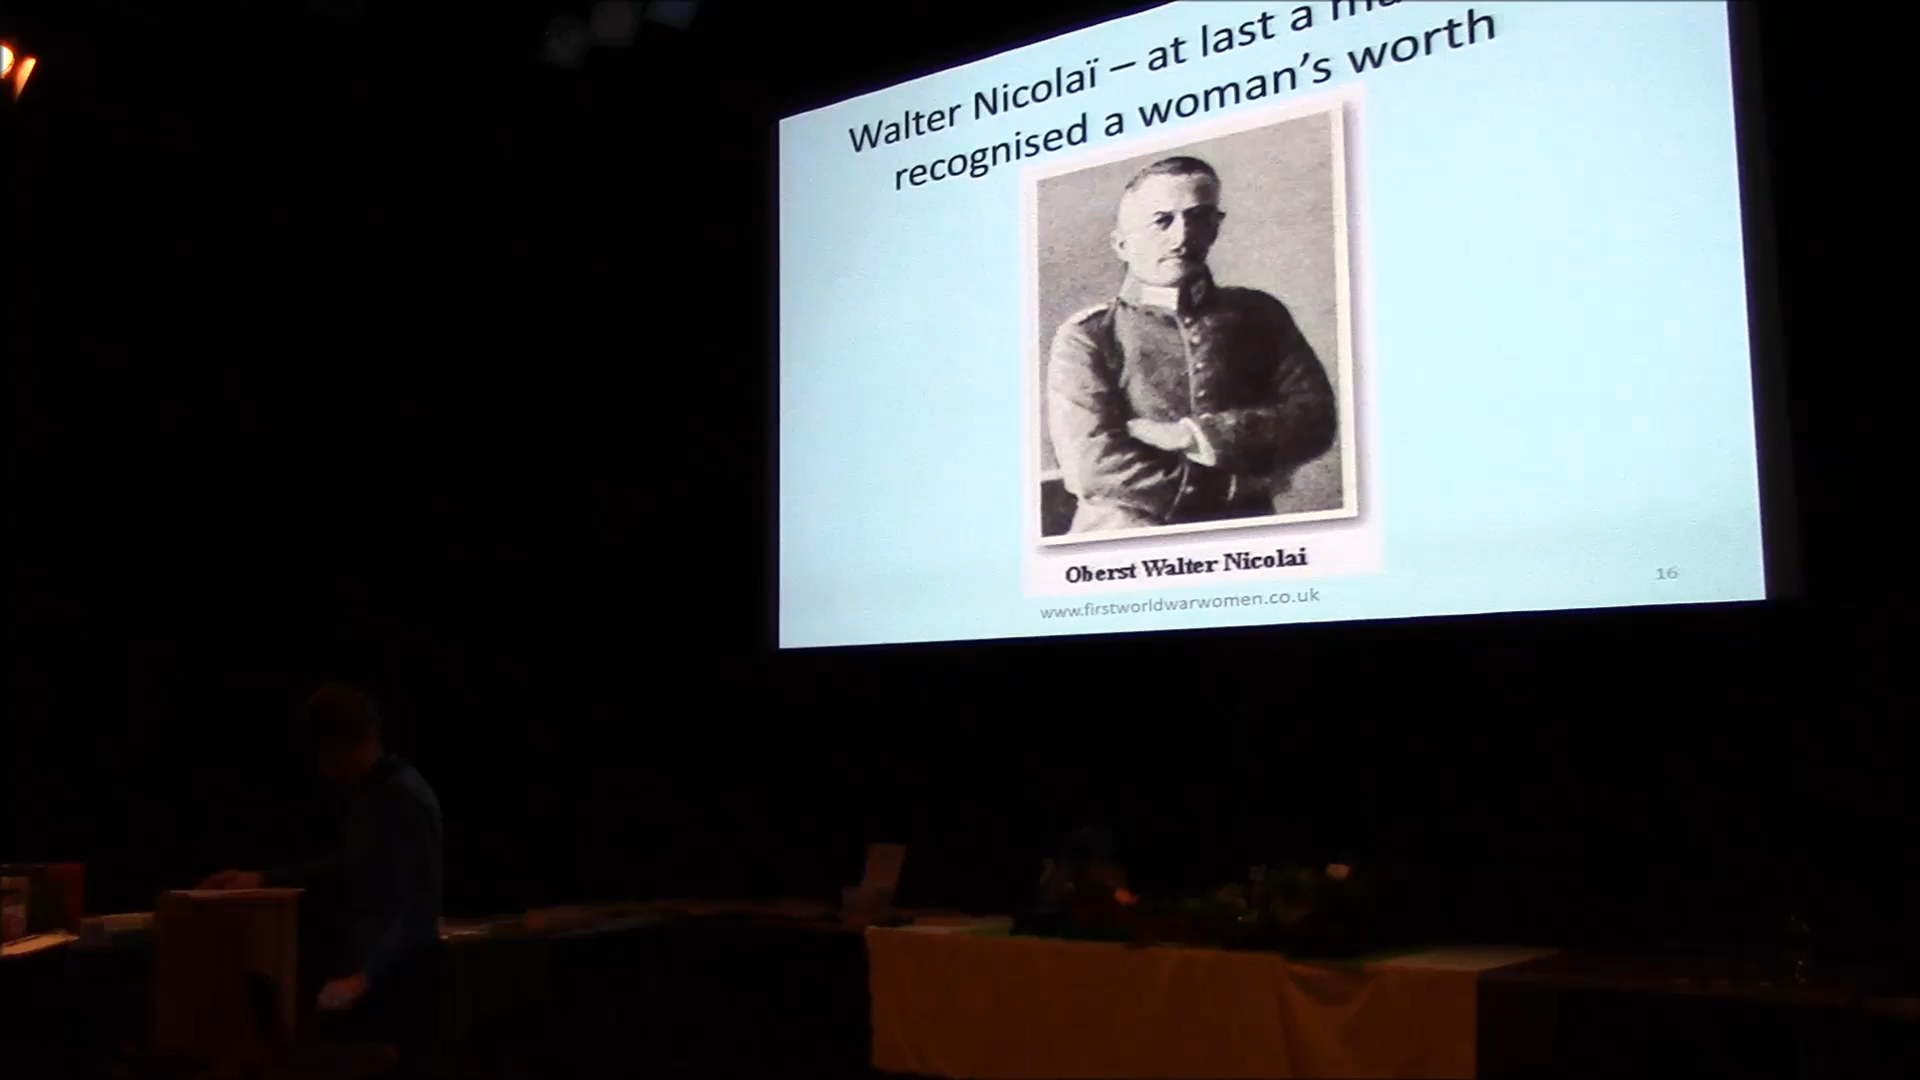 Walter Nicolaï – at last a
recognised a woman's worth
Oberst Walter Nicolai
www.firstworldwarwomen.co.uk
16